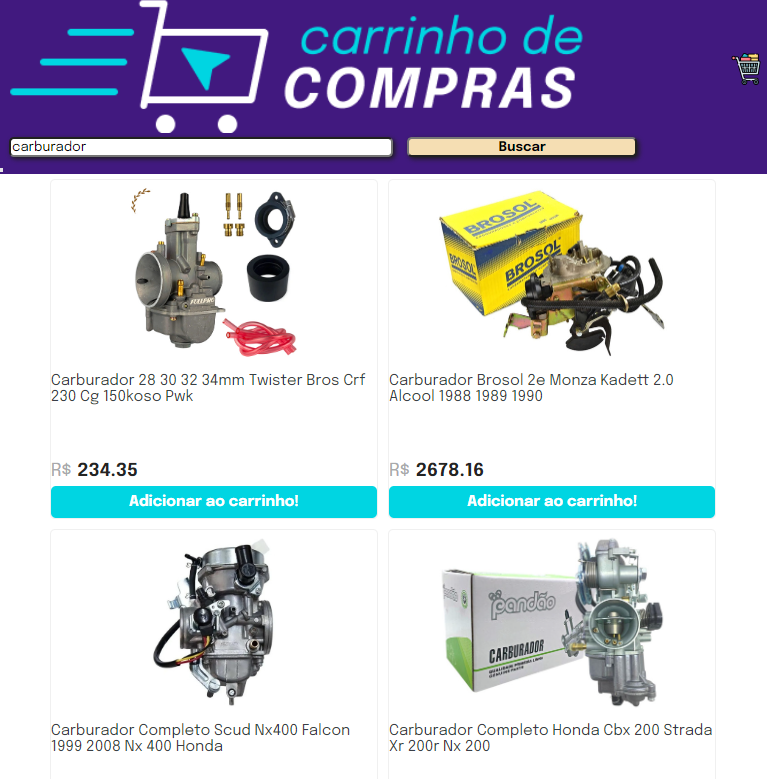 carrinho de
COMPRAS
carburador
Buscar
BROSOL
BROSOL
FVLLPRO
Carburador 28 30 32 34mm Twister Bros Crf
230 Cg 150koso Pwk
Carburador Brosol 2e Monza Kadett 2.0
Alcool 1988 1989 1990
R$ 234.35
R$ 2678.16
Adicionar ao carrinho!
Adicionar ao carrinho!
pandão
CARBURADOR
Carburador Completo Scud Nx400 Falcon
1999 2008 Nx 400 Honda
Carburador Completo Honda Cbx 200 Strada
Xr 200r Nx 200